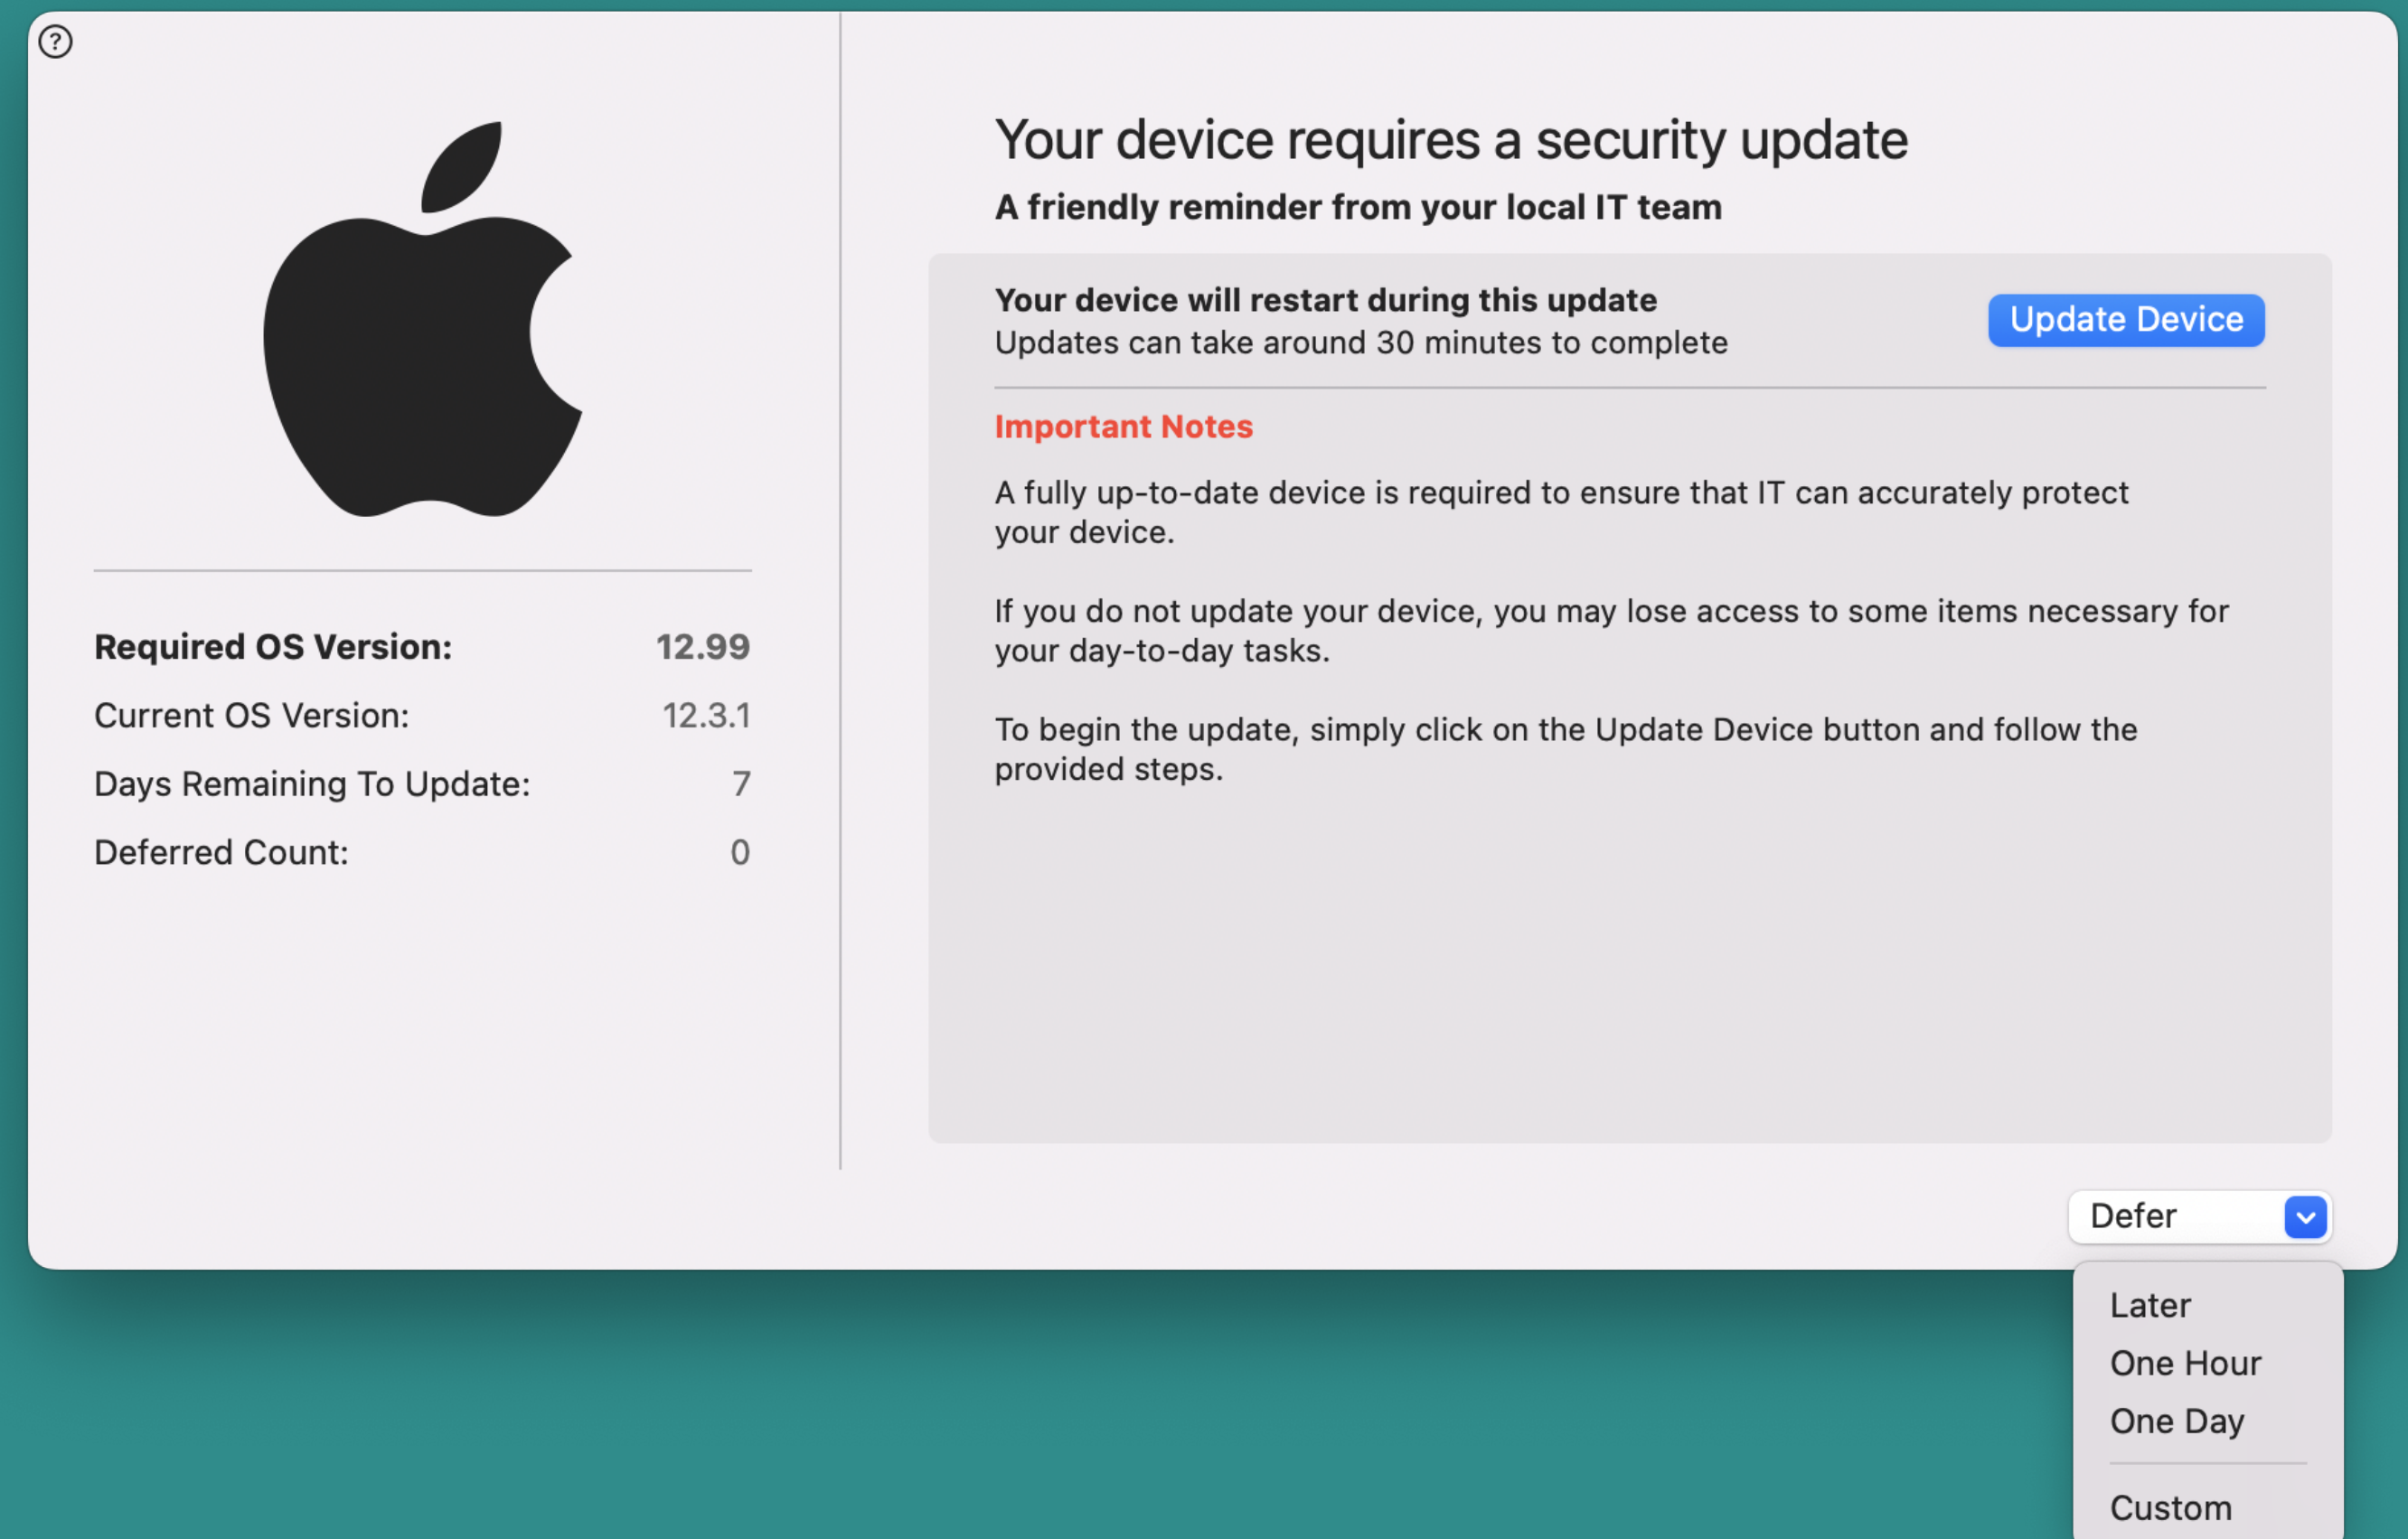 ?
Required OS Version: 12.99
Current OS Version: 12.3.1
Days Remaining To Update: 7
Deferred Count: 0
Your device requires a security update
A friendly reminder from your local IT team
Your device will restart during this update
Updates can take around 30 minutes to complete
Update Device
Important Notes
A fully up-to-date device is required to ensure that IT can accurately protect
your device.
If you do not update your device, you may lose access to some items necessary for
your day-to-day tasks.
To begin the update, simply click on the Update Device button and follow the
provided steps.
Defer
Later
One Hour
One Day
Custom